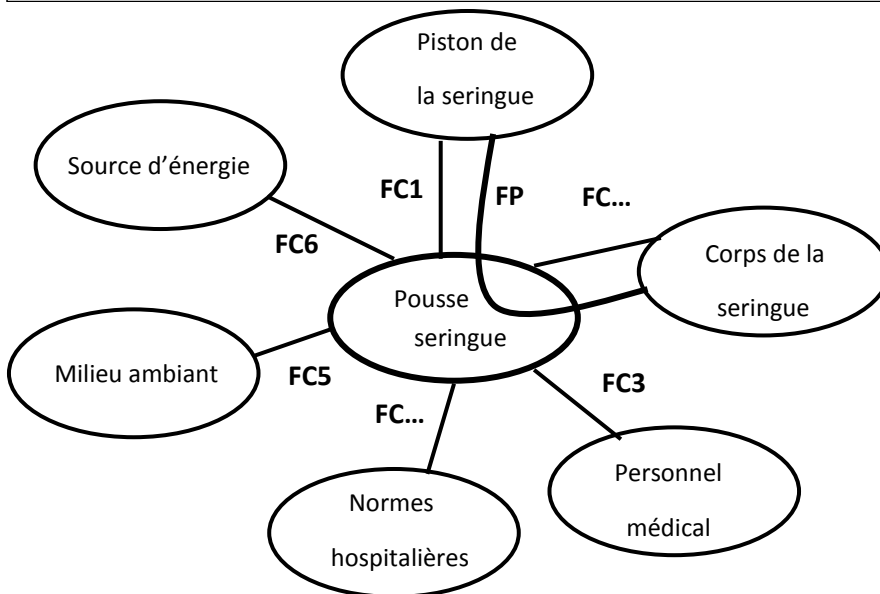 Piston de
la seringue
Source d'énergie
FC1
FP
FC...
FC6
Corps de la
seringue
Pousse
seringue
Milieu ambiant
FC5
FC3
FC...
Personnel
médical
Normes
hospitalières